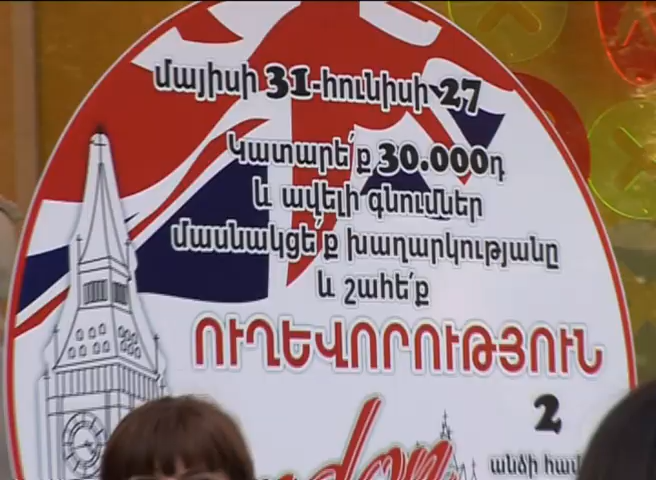 մայիսի 31-հունիսի 27
Կատարե՛ք 30.000դ
և ավելի գնումներ
մասնակցե՛ք խաղարկությանը
և շահե՛ք
ՈՒՂԵՎՈՐՈՒԹՅՈՒՆ
2
անձի